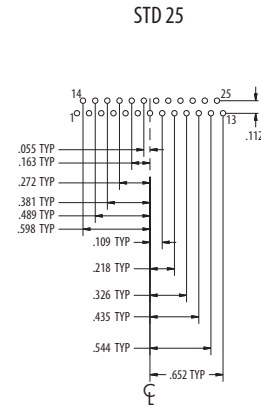 STD 25
14 25
1 13
.112
.055 TYP
.163 TYP
.272 TYP
.381 TYP
.489 TYP
.598 TYP
.109 TYP
.218 TYP
.326 TYP
.435 TYP
.544 TYP
.652 TYP
℄